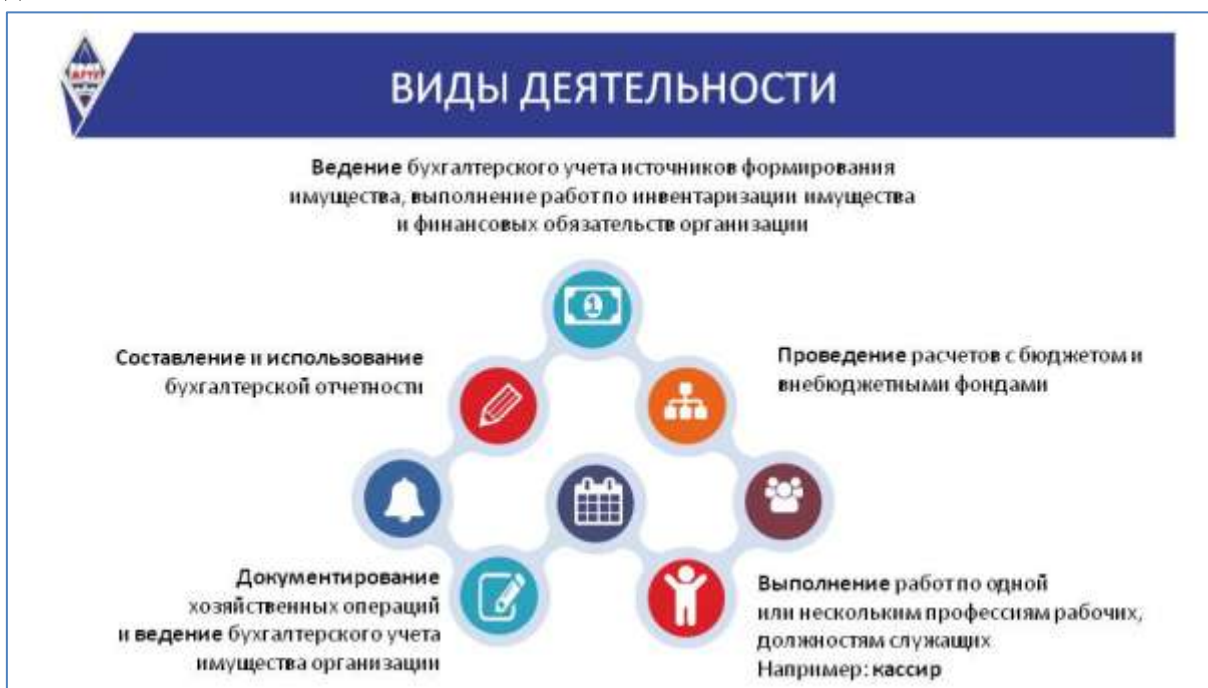 ВИДЫ ДЕЯТЕЛЬНОСТИ
Ведение бухгалтерского учета источников формирования
имущества, выполнение работ по инвентаризации имущества
и финансовых обязательств организации
Составление и использование
бухгалтерской отчетности
Проведение расчетов с бюджетом и
внебюджетными фондами
1
Документирование
хозяйственных операций
и ведение бухгалтерского учета
имущества организации
Выполнение работ по одной
или нескольким профессиям рабочих,
должностям служащих
Например: кассир